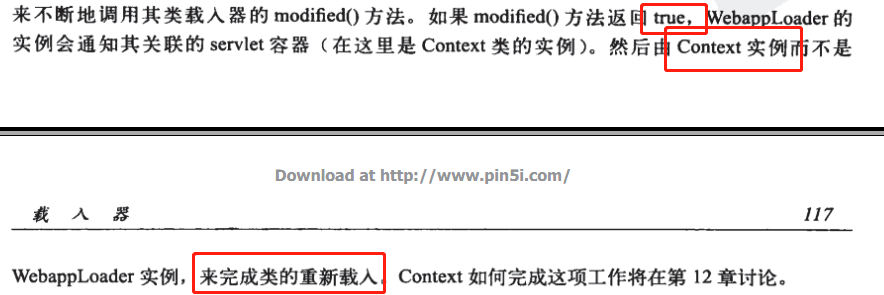 来不断地调用其类载入器的 modified() 方法。如果 modified() 方法返回 true，WebappLoader 的
实例会通知其关联的 servlet 容器（在这里是 Context 类的实例）。然后由 Context 实例而不是
Download at http://www.pin5i.com/
载 入 器 117
WebappLoader 实例，来完成类的重新载入。Context 如何完成这项工作将在第 12 章讨论。